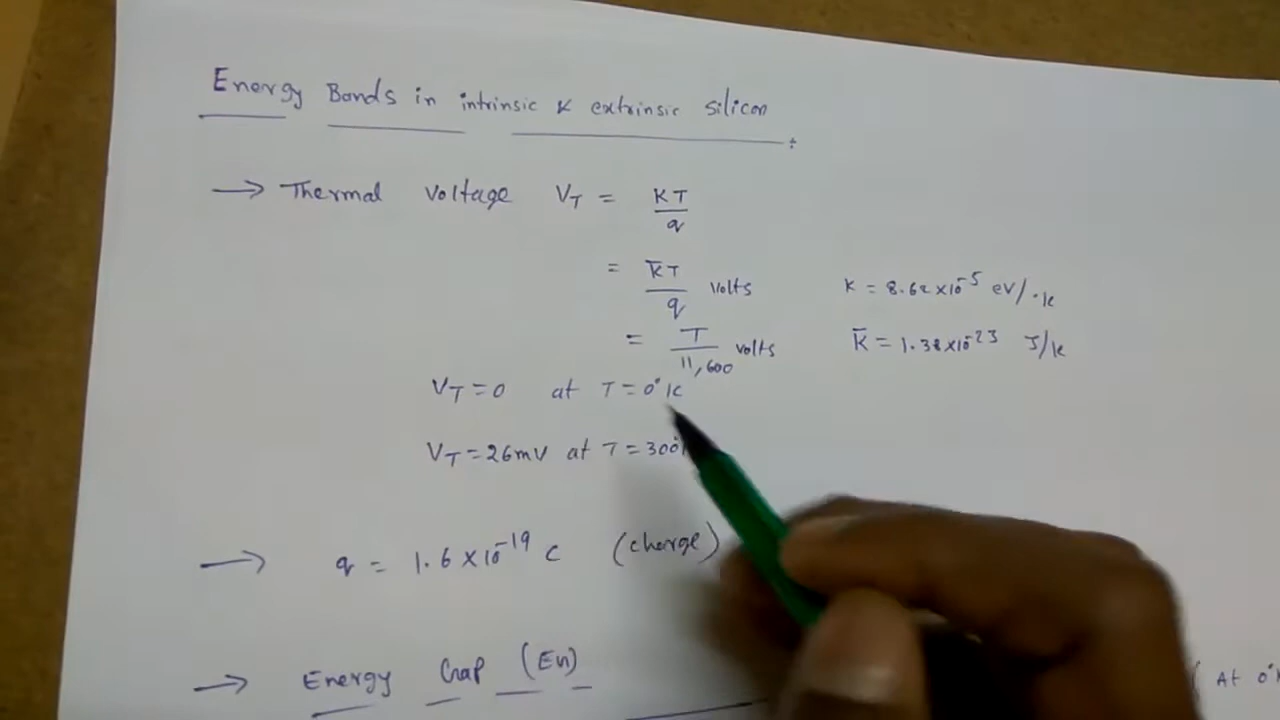 Energy Bands in intrinsic & extrinsic silicon :
→ Thermal voltage V_T = KT/q
= K̅T/q volts
K = 8.62 × 10^-5 eV/°k
= T/11,600 volts
K̅ = 1.38 × 10^-23 J/k
V_T = 0 at T = 0°K
V_T = 26mV at T = 300°
→ q = 1.6 × 10^-19 C (charge)
→ Energy Gap (EG)
( At 0°K